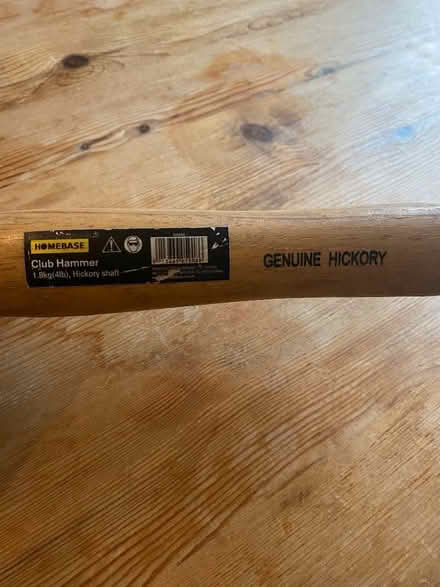 HOMEBASE
Club Hammer
1.8kg(4lb), Hickory shaft
GENUINE HICKORY